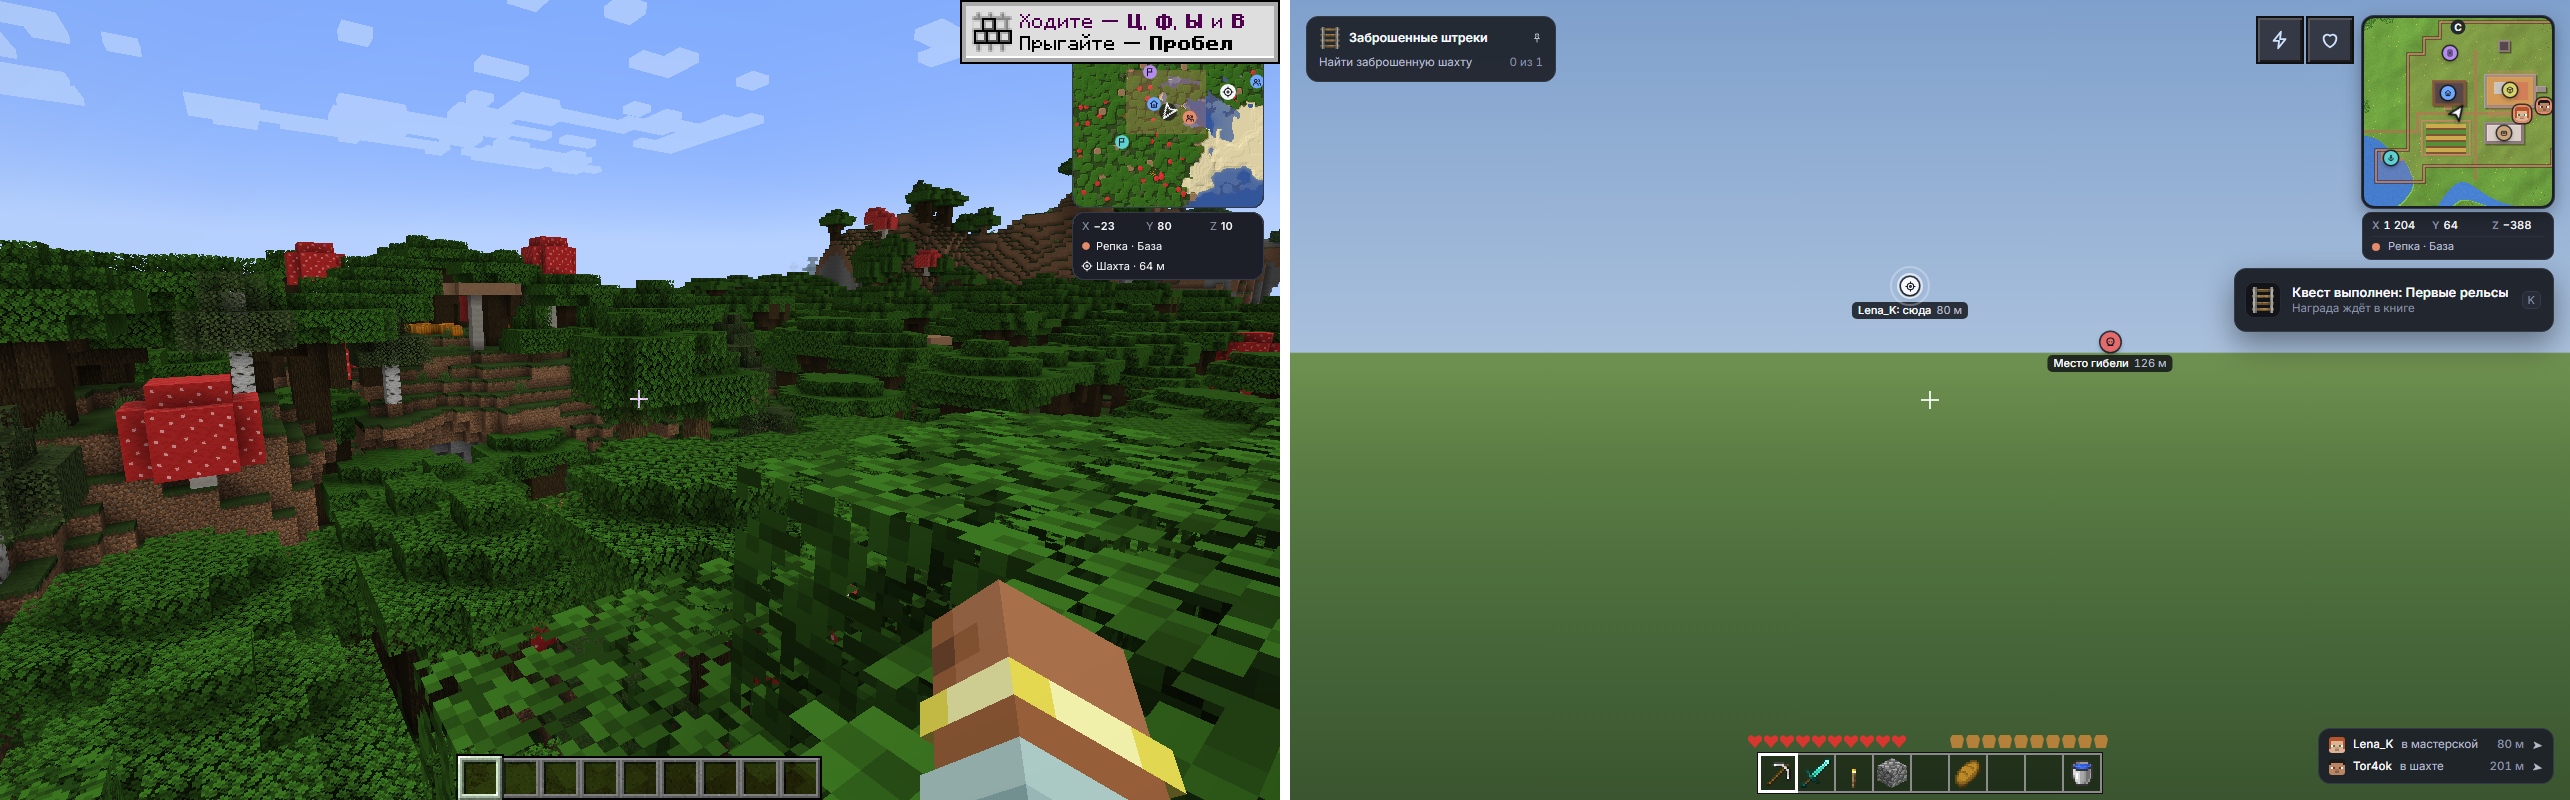 Ходите — Ц, Ф, Ы и В
Прыгайте — Пробел
X −23 Y 80 Z 10
Репка · База
Шахта · 64 м
Заброшенные штреки
Найти заброшенную шахту 0 из 1
C
X 1 204 Y 64 Z −388
Репка · База
Квест выполнен: Первые рельсы
Награда ждёт в книге
K
Lena_K: сюда 80 м
Место гибели 126 м
Lena_K в мастерской 80 м
Tor4ok в шахте 201 м